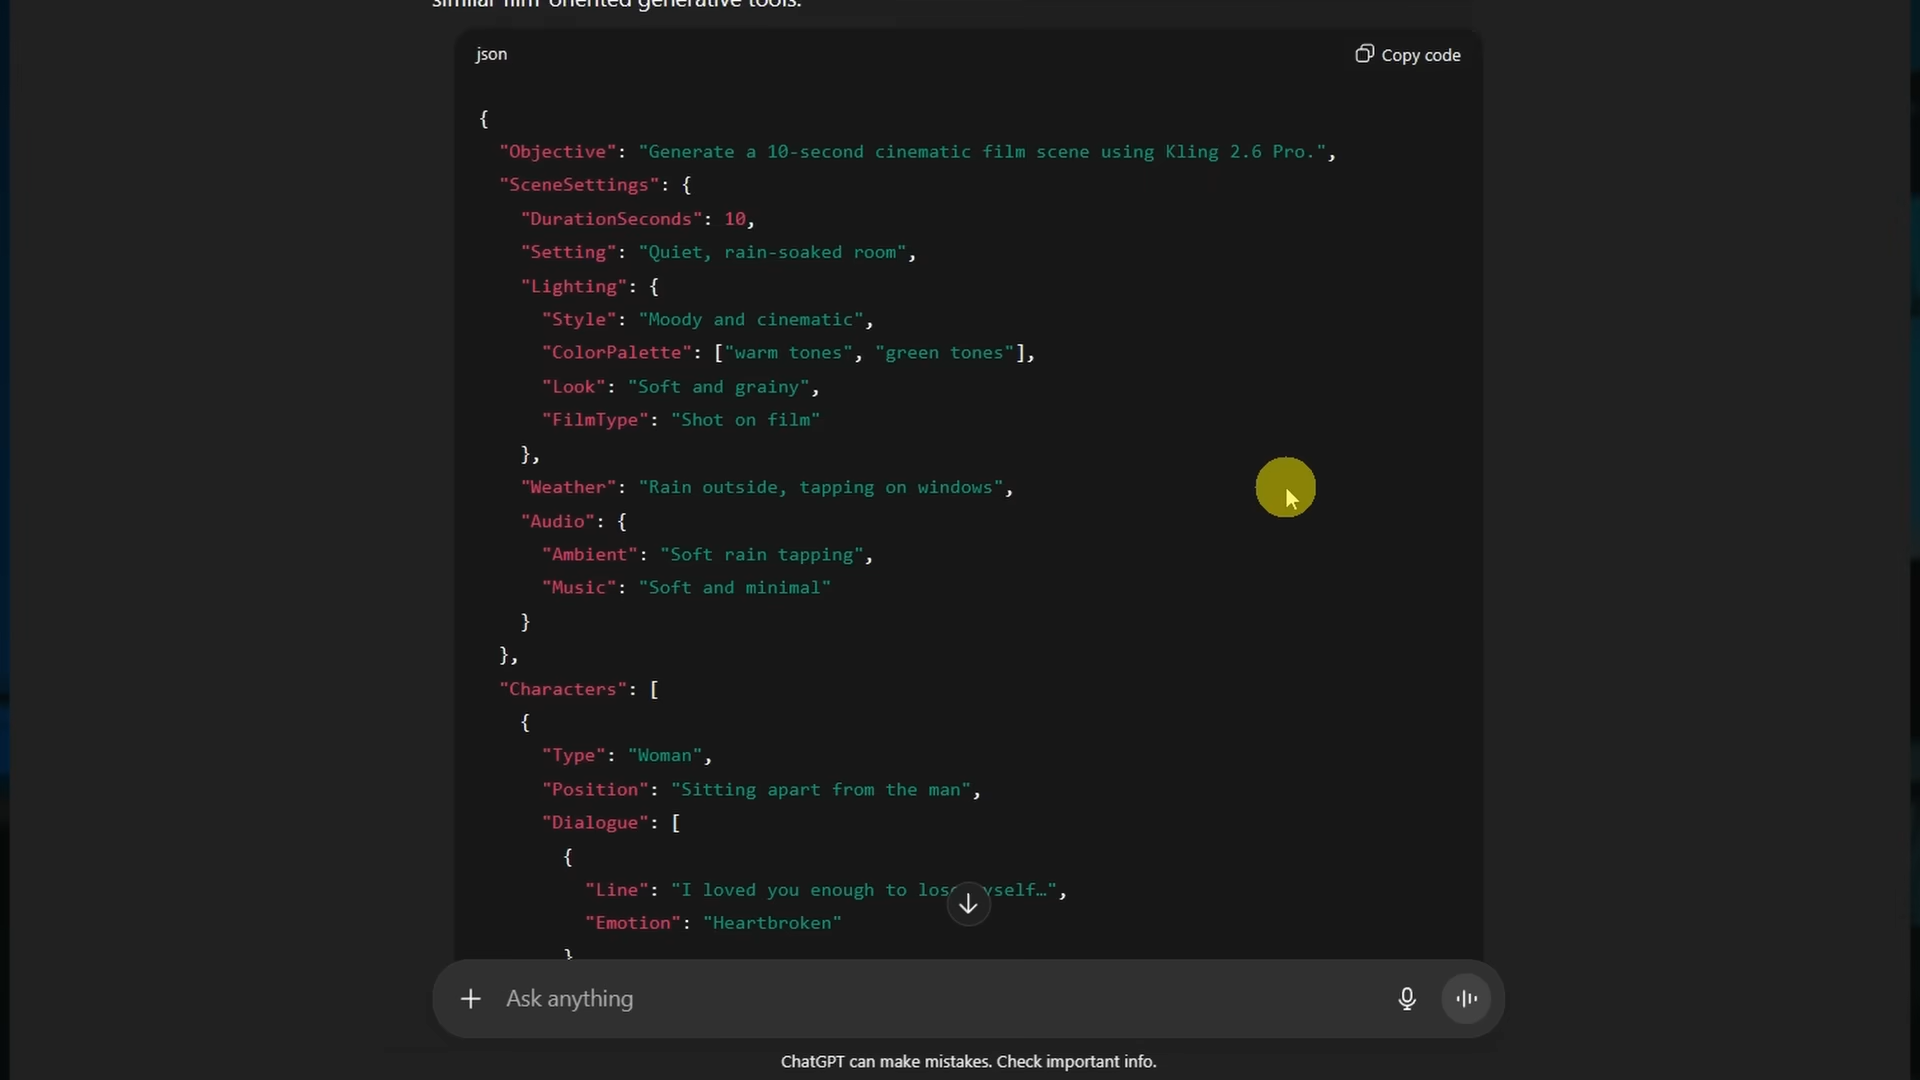 similar film-oriented generative tools.
json
Copy code
{
"Objective": "Generate a 10-second cinematic film scene using Kling 2.6 Pro.",
"SceneSettings": {
"DurationSeconds": 10,
"Setting": "Quiet, rain-soaked room",
"Lighting": {
"Style": "Moody and cinematic",
"ColorPalette": ["warm tones", "green tones"],
"Look": "Soft and grainy",
"FilmType": "Shot on film"
},
"Weather": "Rain outside, tapping on windows",
"Audio": {
"Ambient": "Soft rain tapping",
"Music": "Soft and minimal"
}
},
"Characters": [
{
"Type": "Woman",
"Position": "Sitting apart from the man",
"Dialogue": [
{
"Line": "I loved you enough to lose myself…",
"Emotion": "Heartbroken"
}
Ask anything
ChatGPT can make mistakes. Check important info.